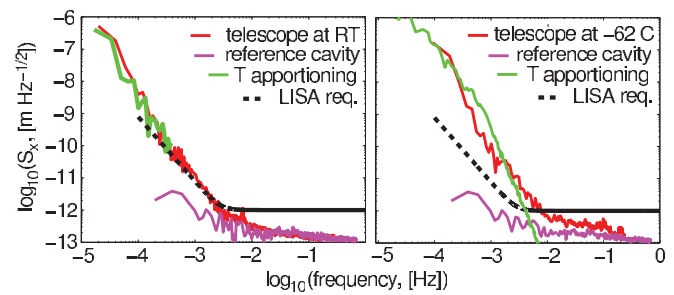 telescope at RT
reference cavity
T apportioning
LISA req.
telescope at −62 C
reference cavity
T apportioning
LISA req.
log10(Sx, [m Hz−1/2])
−6
−7
−8
−9
−10
−11
−12
−13
−5 −4 −3 −2 −1
−5 −4 −3 −2 −1 0
log10(frequency, [Hz])